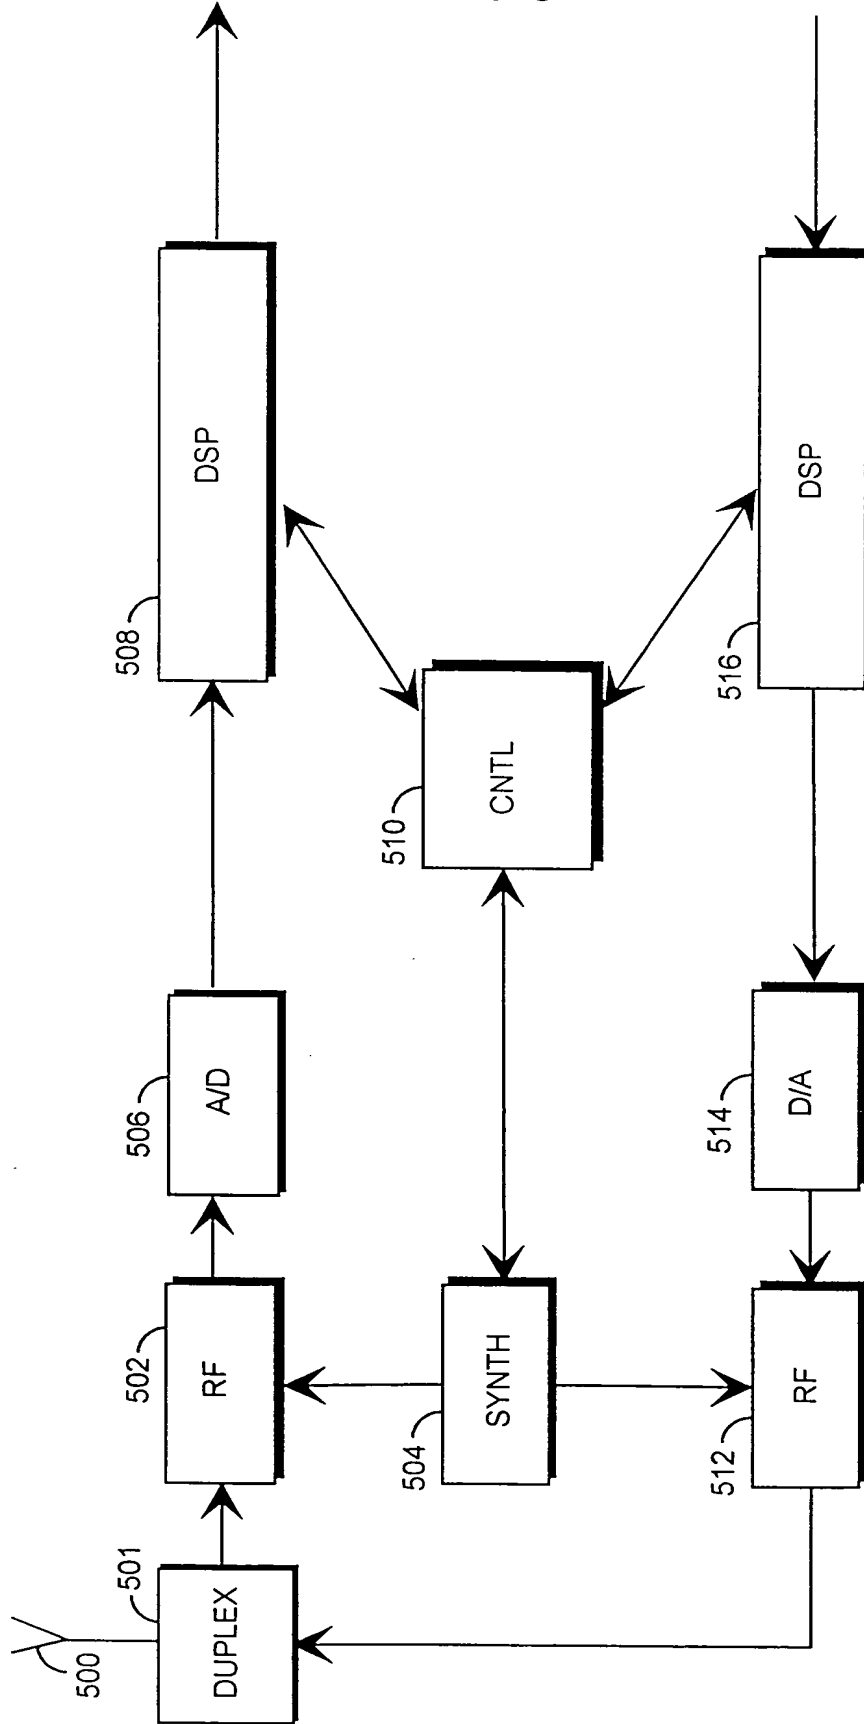 500
501
DUPLEX
502
RF
506
A/D
508
DSP
504
SYNTH
510
CNTL
512
RF
514
D/A
516
DSP